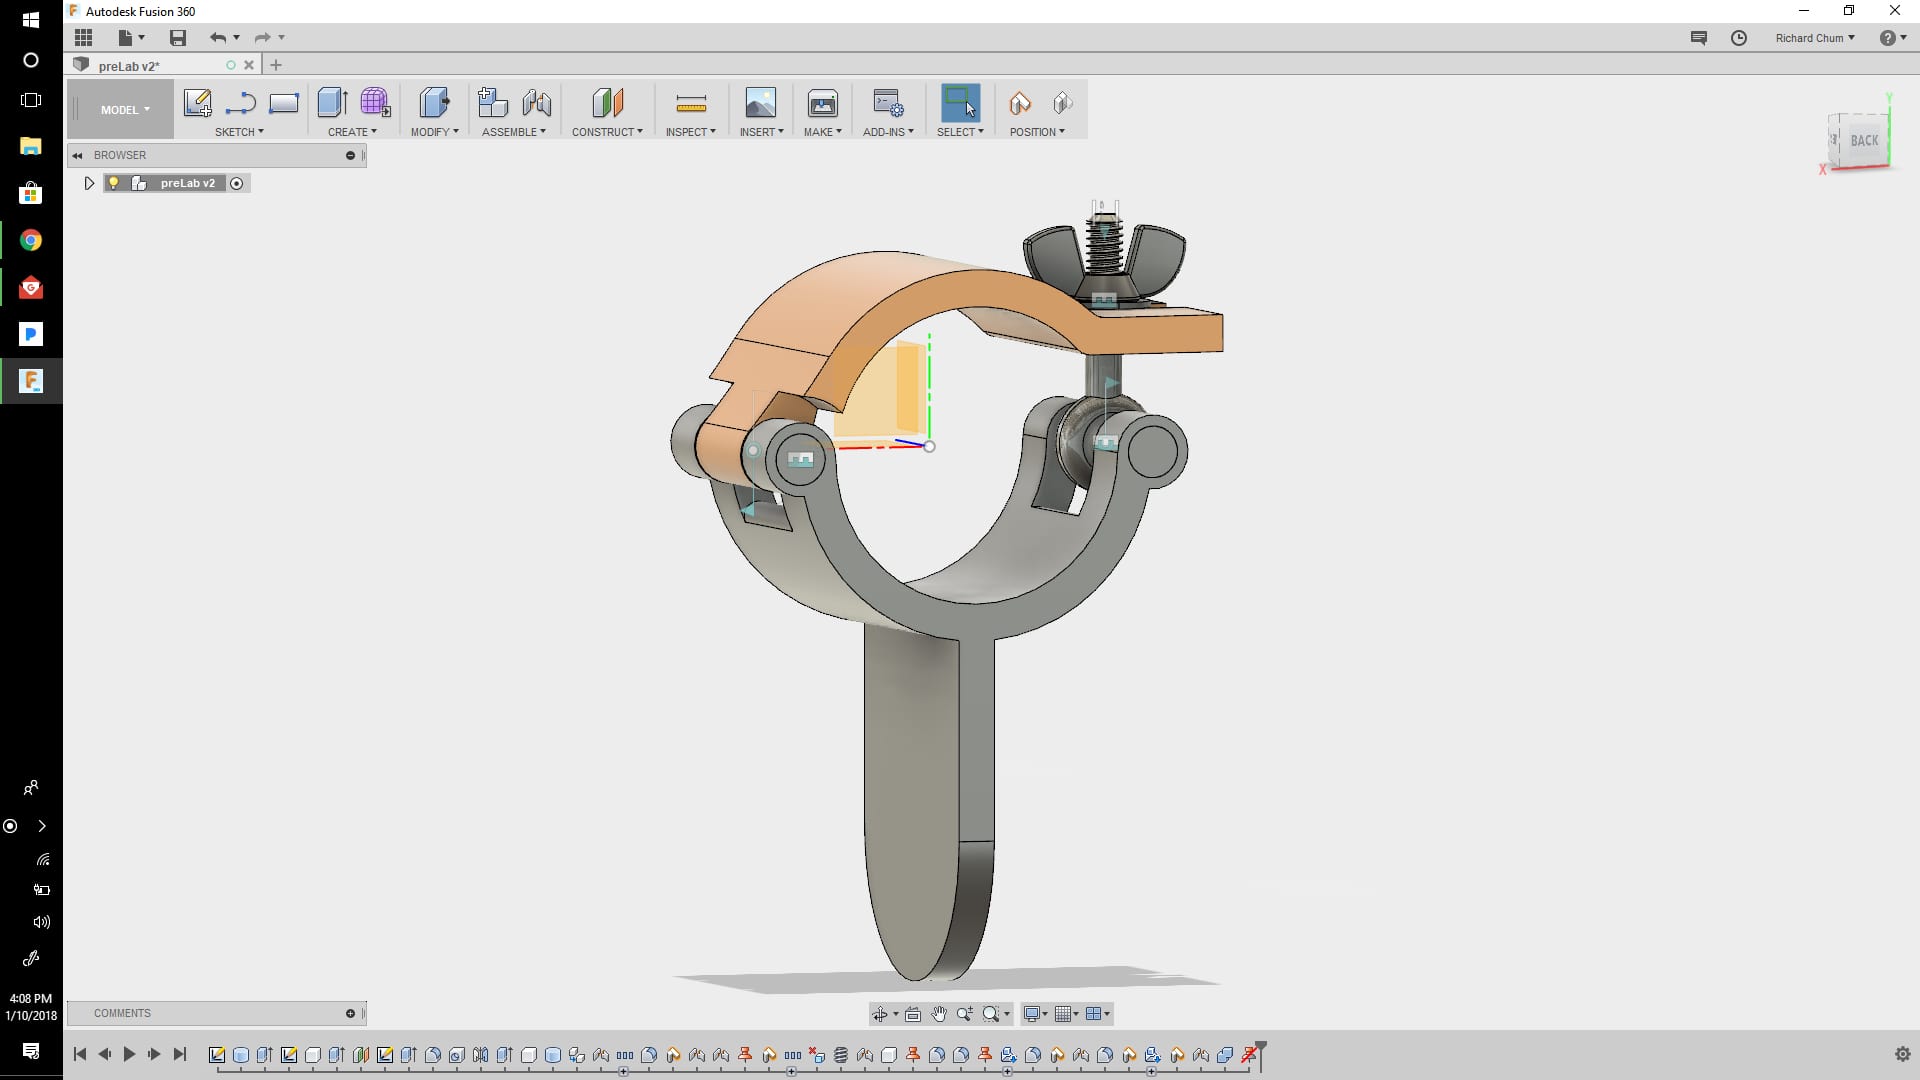 Autodesk Fusion 360
Richard Chum
preLab v2*
MODEL
SKETCH
CREATE
MODIFY
ASSEMBLE
CONSTRUCT
INSPECT
INSERT
MAKE
ADD-INS
SELECT
POSITION
BROWSER
preLab v2
Y
BACK
X
COMMENTS
4:08 PM
1/10/2018